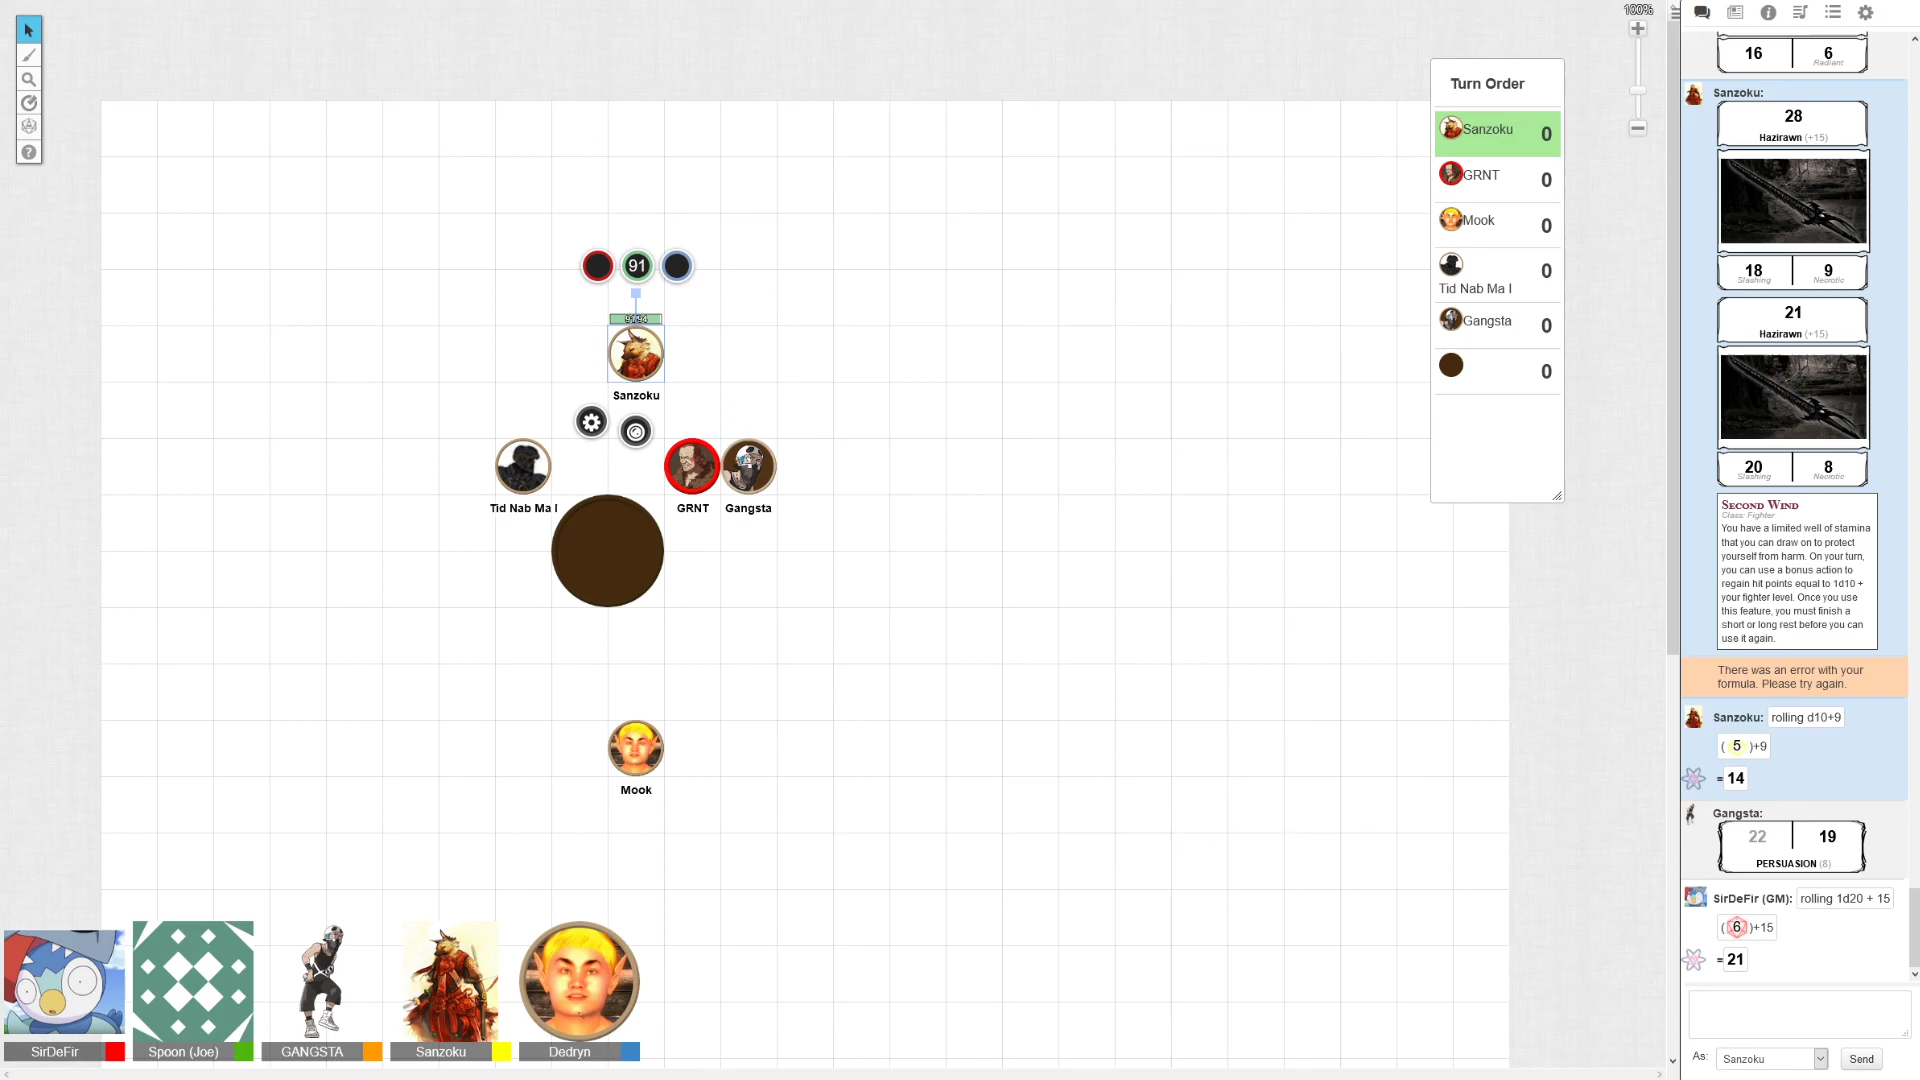 100%
Turn Order
Sanzoku 0
GRNT 0
Mook 0
0
Tid Nab Ma I
Gangsta 0
0
91
91/94
Sanzoku
Tid Nab Ma I
GRNT
Gangsta
Mook
SirDeFir
Spoon (Joe)
GANGSTA
Sanzoku
Dedryn
16 6
Radiant
Sanzoku:
28
Hazirawn (+15)
18 9
Slashing Necrotic
21
Hazirawn (+15)
20 8
Slashing Necrotic
Second Wind
Class: Fighter
You have a limited well of stamina
that you can draw on to protect
yourself from harm. On your turn,
you can use a bonus action to
regain hit points equal to 1d10 +
your fighter level. Once you use
this feature, you must finish a
short or long rest before you can
use it again.
There was an error with your
formula. Please try again.
Sanzoku: rolling d10+9
(5)+9
=14
Gangsta:
22 19
PERSUASION (8)
SirDeFir (GM): rolling 1d20 + 15
(6)+15
=21
As: Sanzoku Send